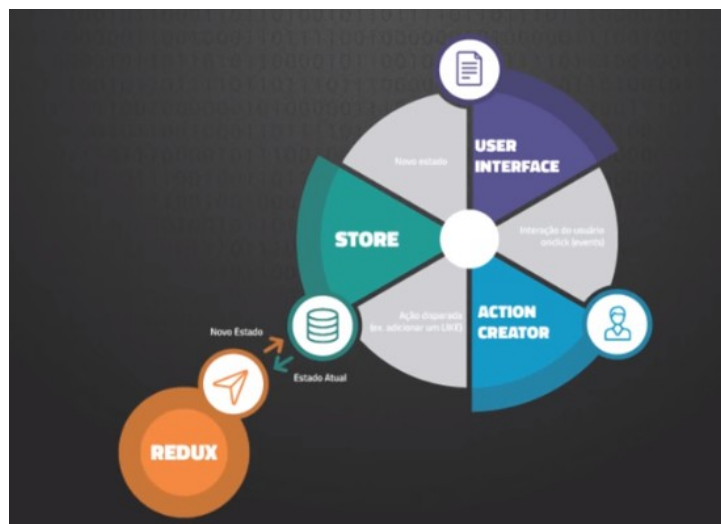 USER
INTERFACE
Novo estado
Interação do usuário
onclick (events)
STORE
ACTION
CREATOR
Ação disparada
(ex. adicionar um LIKE)
Novo Estado
Estado Atual
REDUX